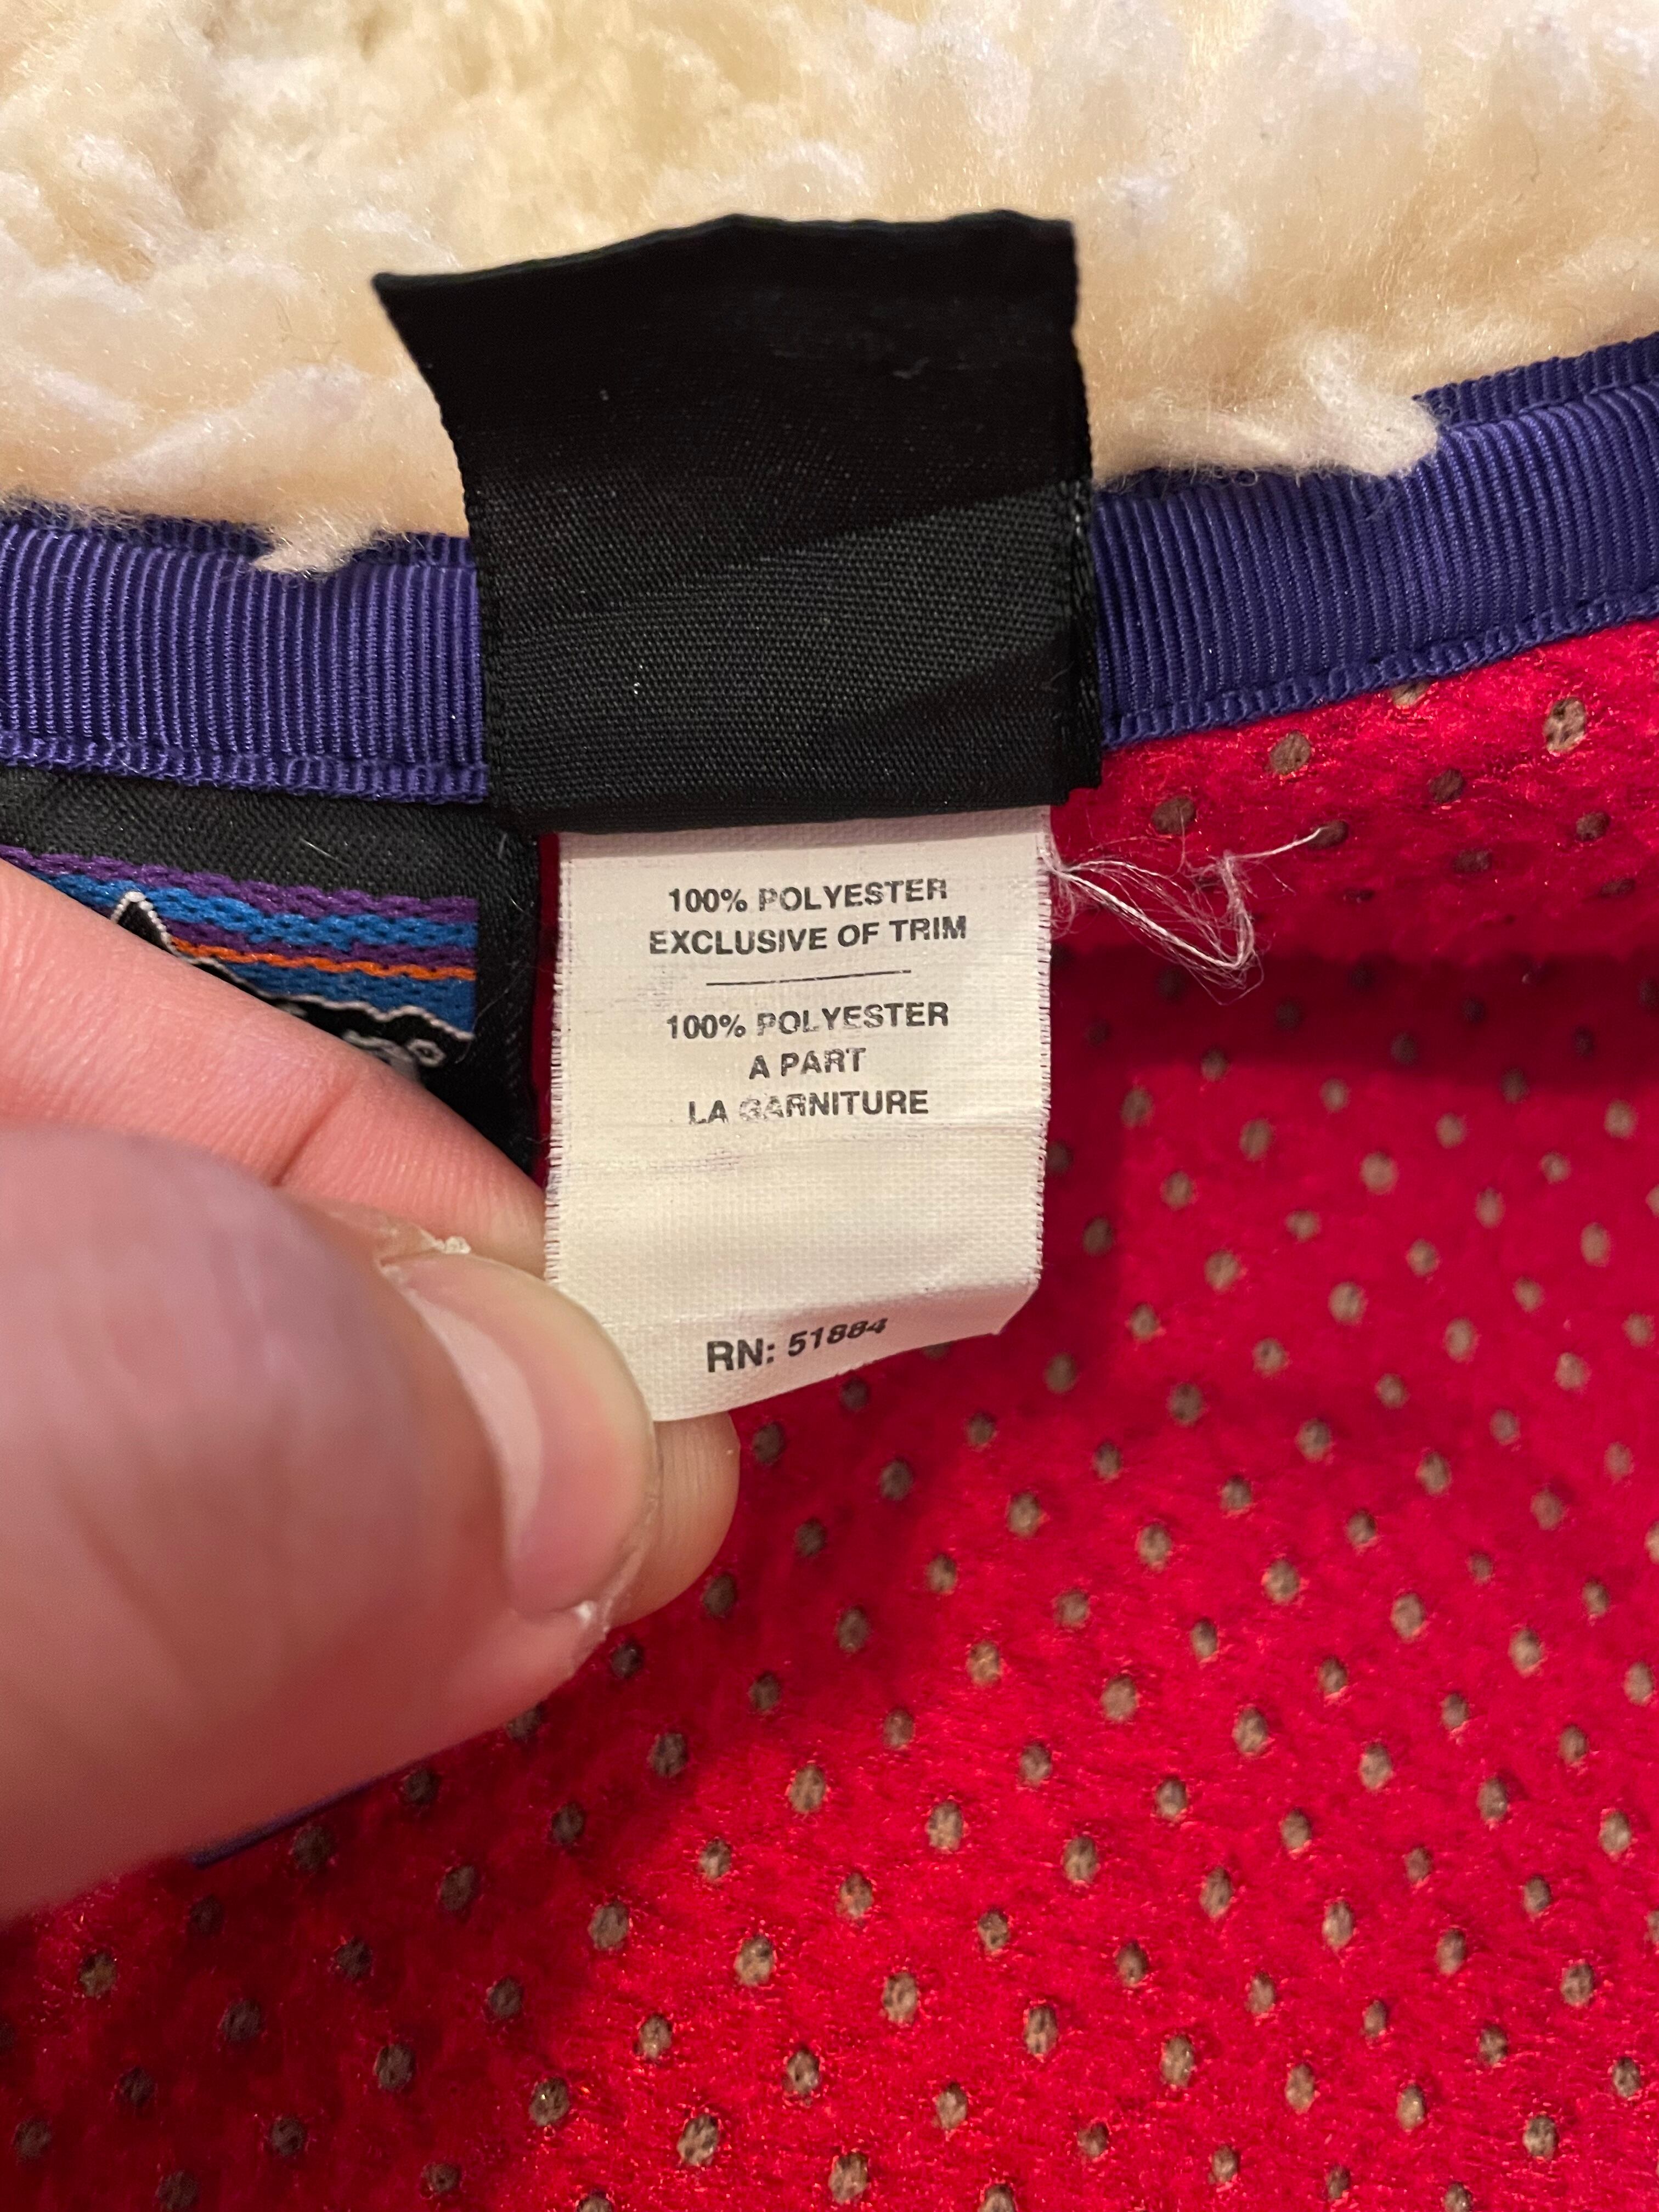 100% POLYESTER
EXCLUSIVE OF TRIM
100% POLYESTER
A PART
LA GARNITURE
RN: 51884